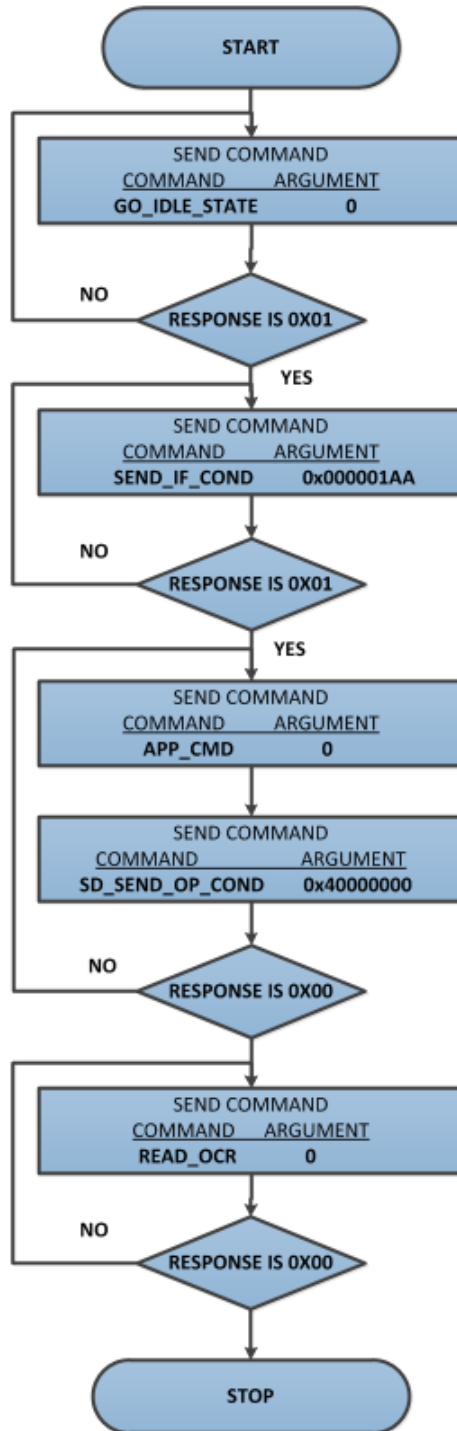 START
SEND COMMAND
COMMAND ARGUMENT
GO_IDLE_STATE 0
NO
RESPONSE IS 0X01
YES
SEND COMMAND
COMMAND ARGUMENT
SEND_IF_COND 0x000001AA
NO
RESPONSE IS 0X01
YES
SEND COMMAND
COMMAND ARGUMENT
APP_CMD 0
SEND COMMAND
COMMAND ARGUMENT
SD_SEND_OP_COND 0x40000000
NO
RESPONSE IS 0X00
SEND COMMAND
COMMAND ARGUMENT
READ_OCR 0
NO
RESPONSE IS 0X00
STOP